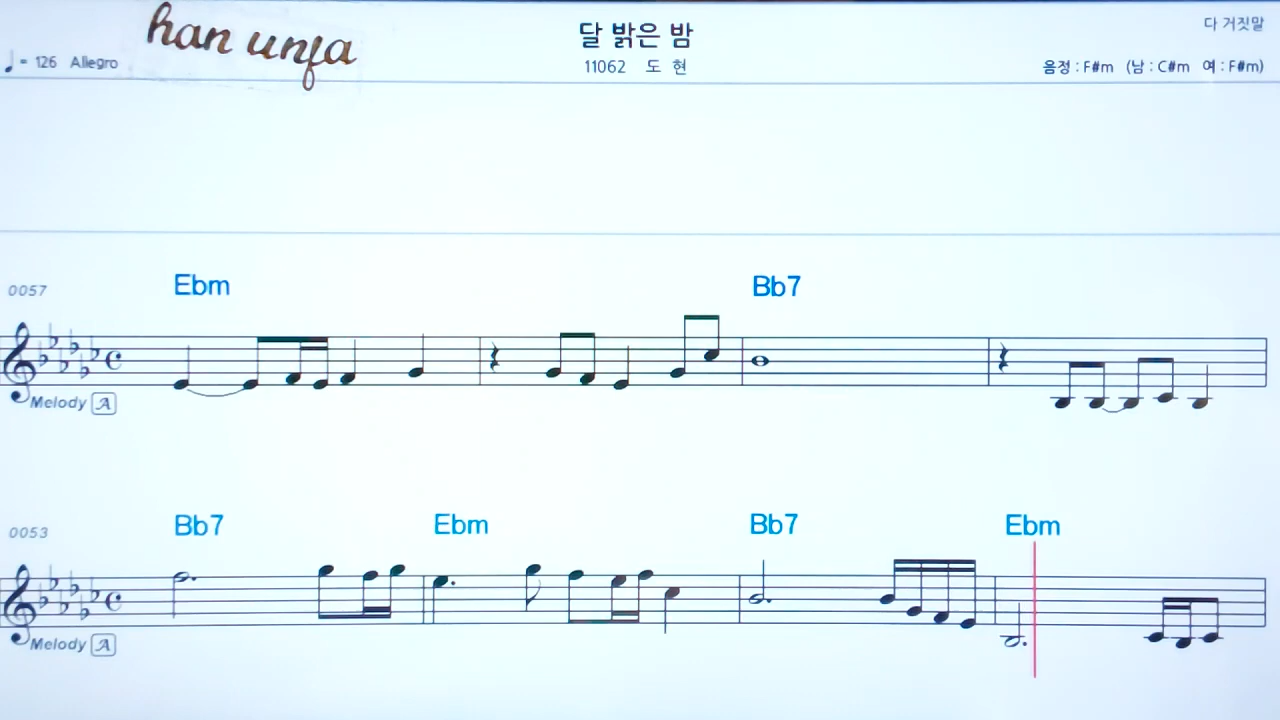 han unja
달 밝은 밤
다 거짓말
♩= 126 Allegro
11062 도 현
음정 : F#m (남 : C#m 여 : F#m)
Ebm Bb7
0057
Melody A
Bb7 Ebm Bb7 Ebm
0053
Melody A